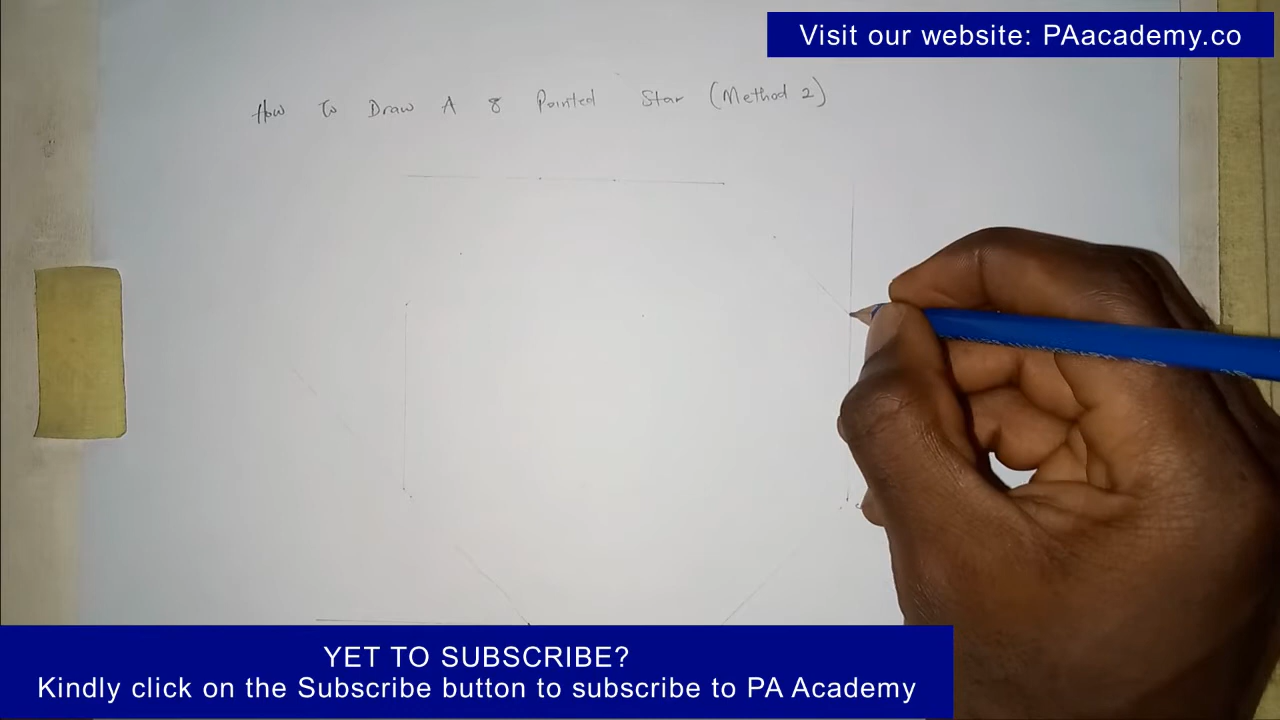 Visit our website: PAacademy.co
How To Draw A 8 Pointed Star (Method 2)
YET TO SUBSCRIBE?
Kindly click on the Subscribe button to subscribe to PA Academy